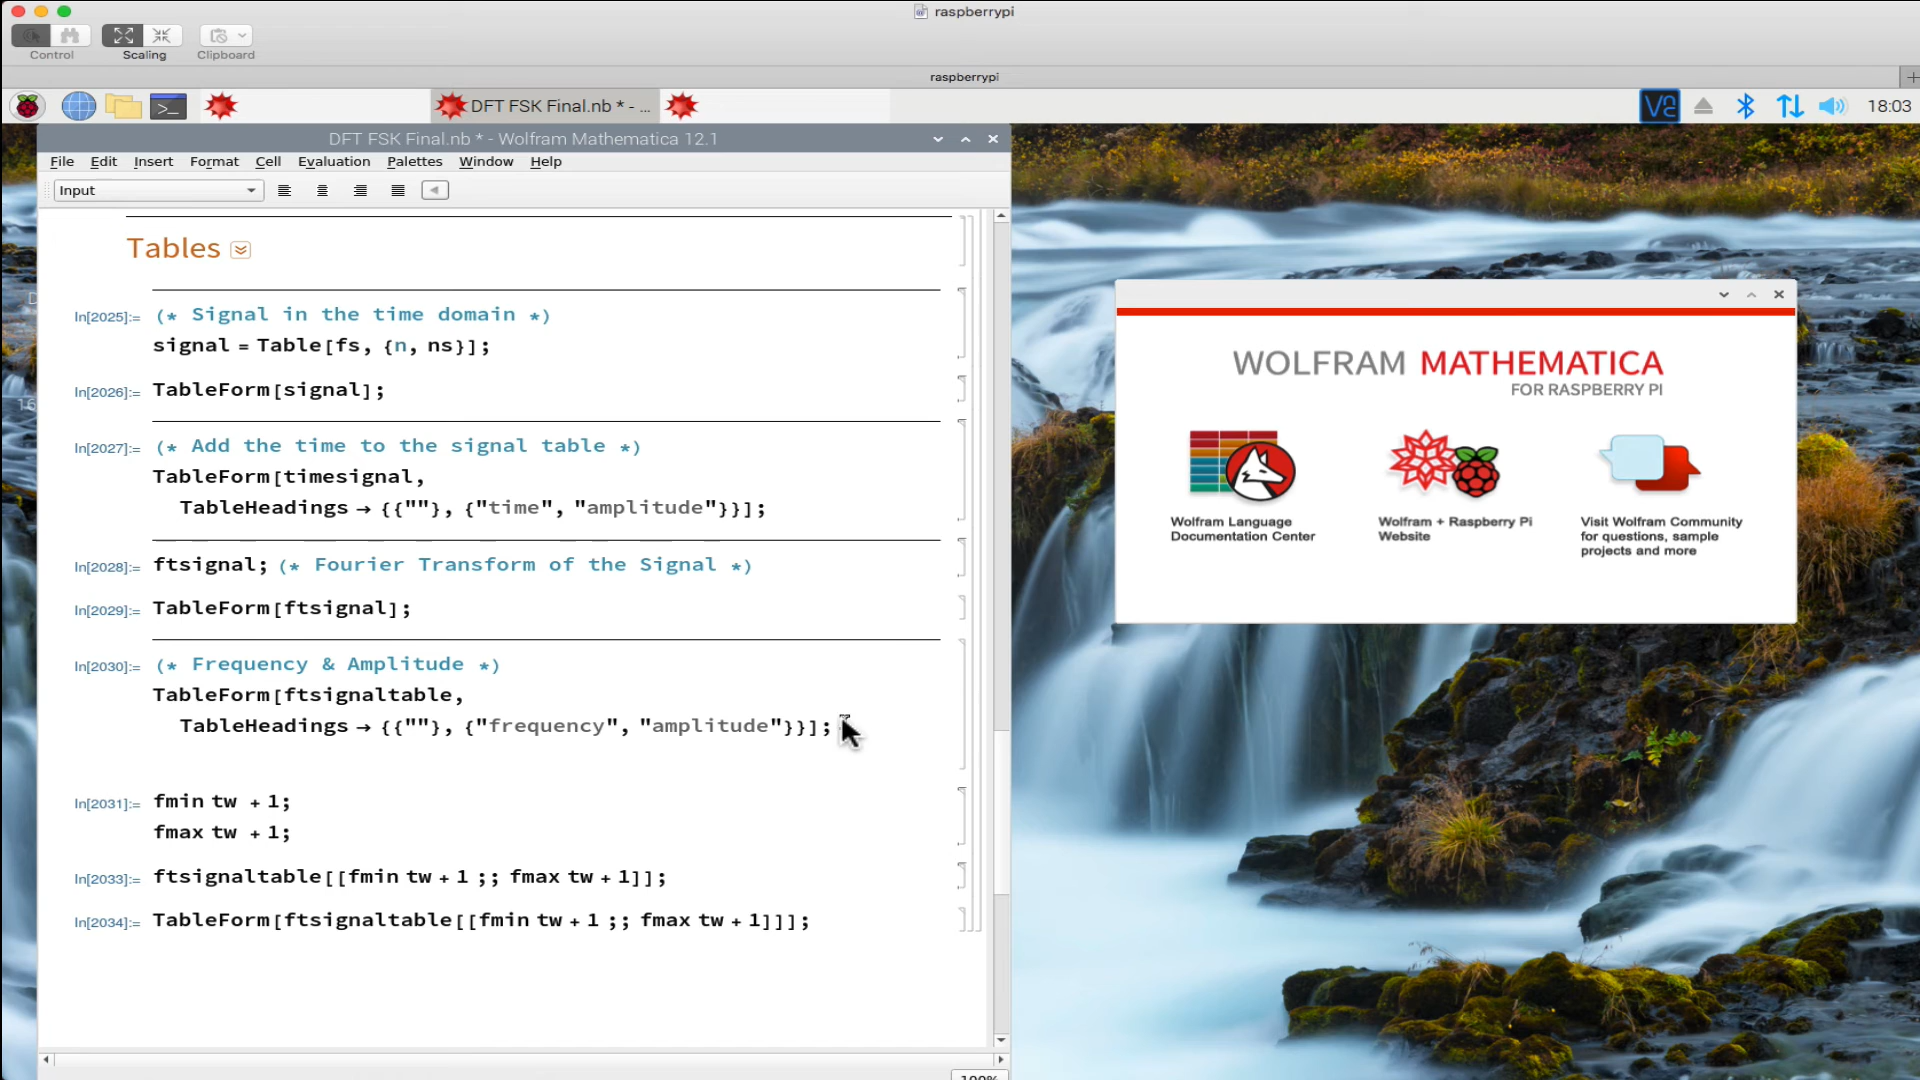 raspberrypi
Control
Scaling
Clipboard
raspberrypi
DFT FSK Final.nb * - ...
18:03
DFT FSK Final.nb * - Wolfram Mathematica 12.1
File Edit Insert Format Cell Evaluation Palettes Window Help
Input
Tables
In[2025]:= (* Signal in the time domain *)
signal = Table[fs, {n, ns}];
In[2026]:= TableForm[signal];
In[2027]:= (* Add the time to the signal table *)
TableForm[timesignal,
TableHeadings → {{""}, {"time", "amplitude"}}];
In[2028]:= ftsignal; (* Fourier Transform of the Signal *)
In[2029]:= TableForm[ftsignal];
In[2030]:= (* Frequency & Amplitude *)
TableForm[ftsignaltable,
TableHeadings → {{""}, {"frequency", "amplitude"}}];
In[2031]:= fmin tw + 1;
fmax tw + 1;
In[2033]:= ftsignaltable[[fmin tw + 1 ;; fmax tw + 1]];
In[2034]:= TableForm[ftsignaltable[[fmin tw + 1 ;; fmax tw + 1]]];
WOLFRAM MATHEMATICA
FOR RASPBERRY PI
Wolfram Language
Documentation Center
Wolfram + Raspberry Pi
Website
Visit Wolfram Community
for questions, sample
projects and more